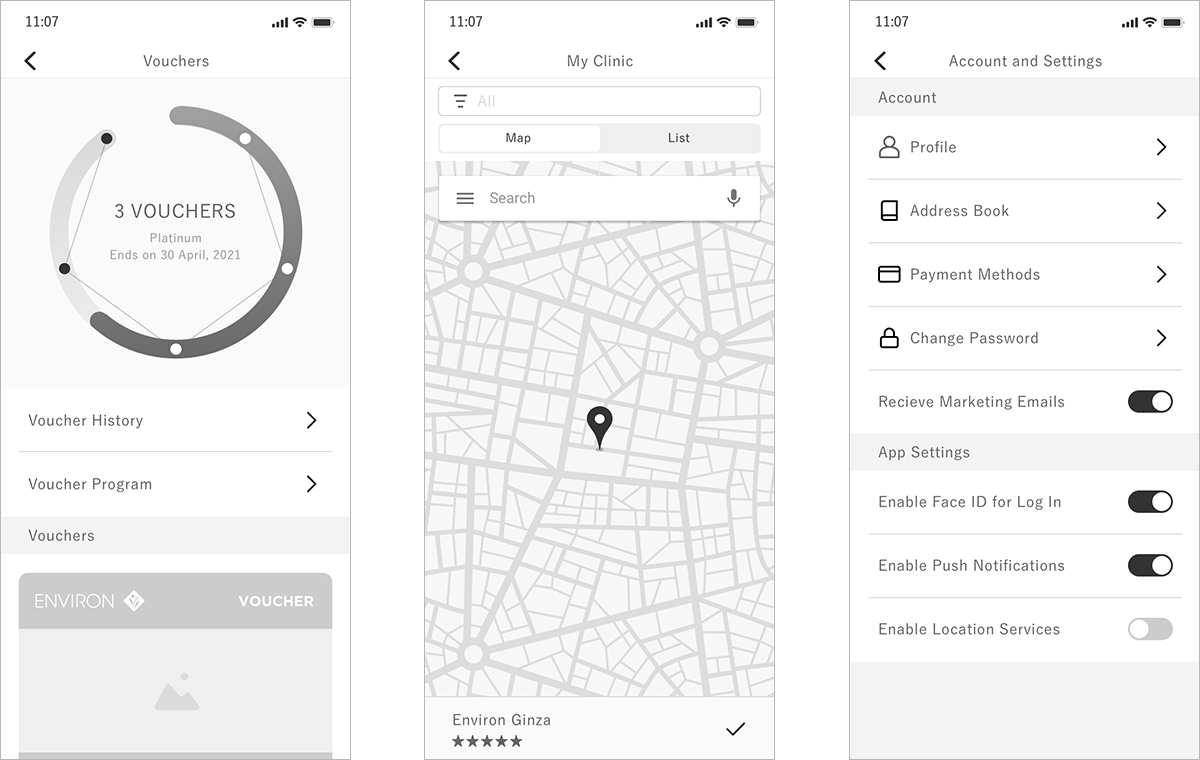 11:07
Vouchers
3 VOUCHERS
Platinum
Ends on 30 April, 2021
Voucher History
Voucher Program
Vouchers
ENVIRON
VOUCHER
11:07
My Clinic
All
Map
List
Search
Environ Ginza
11:07
Account and Settings
Account
Profile
Address Book
Payment Methods
Change Password
Recieve Marketing Emails
App Settings
Enable Face ID for Log In
Enable Push Notifications
Enable Location Services